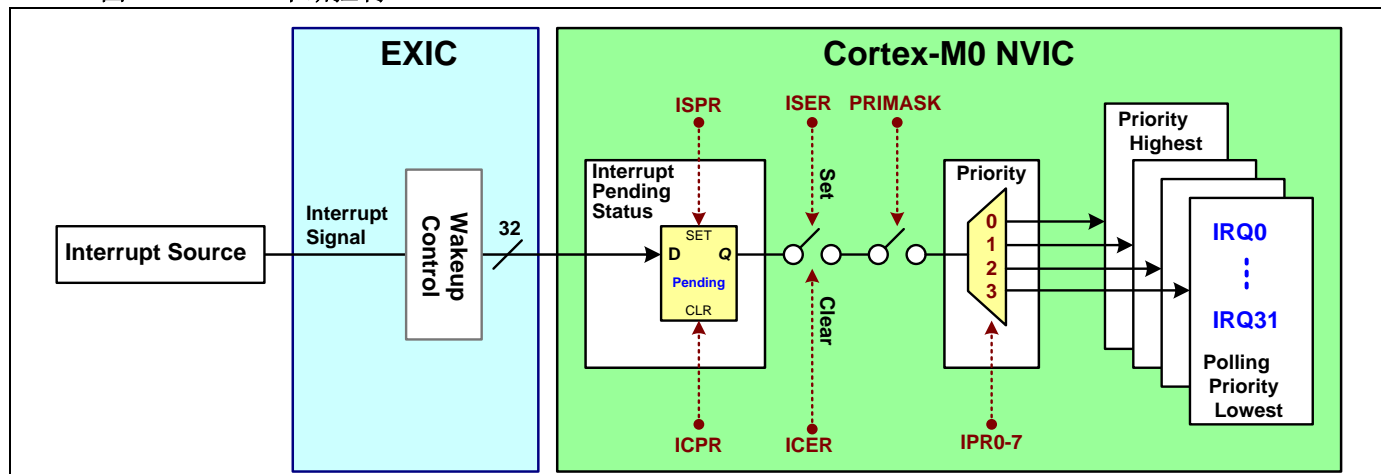 EXIC
Cortex-M0 NVIC
ISPR
ISER
PRIMASK
Priority
Highest
Interrupt
Pending
Status
Set
Priority
Interrupt
Signal
Wakeup
Control
32
Interrupt Source
SET
D
Q
Pending
CLR
Clear
0
1
2
3
IRQ0
IRQ31
Polling
Priority
Lowest
ICPR
ICER
IPR0-7